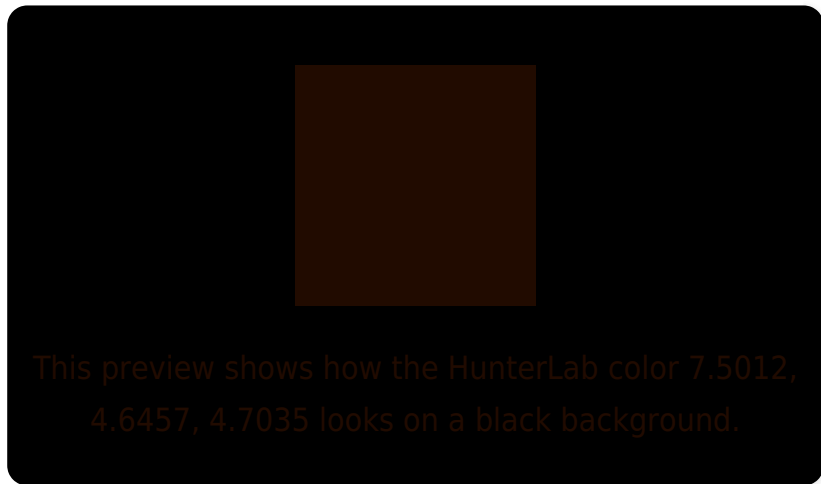 This preview shows how the HunterLab color 7.5012,
4.6457, 4.7035 looks on a black background.